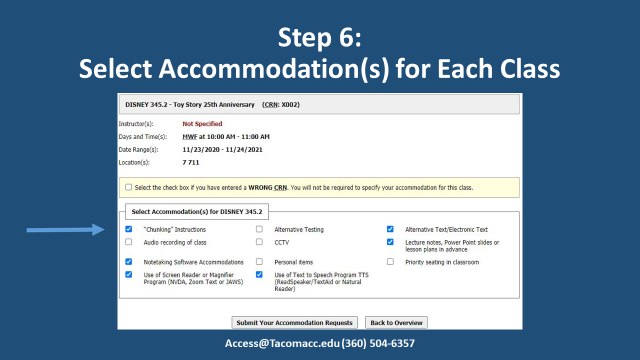 Step 6:
Select Accommodation(s) for Each Class
DISNEY 345.2 - Toy Story 25th Anniversary (CRN: X002)
Instructor(s): Not Specified
Days and Time(s): MWF at 10:00 AM - 11:00 AM
Date Range(s): 11/23/2020 - 11/24/2021
Location(s): 7 711
Select the check box if you have entered a WRONG CRN. You will not be required to specify your accommodation for this class.
Select Accommodation(s) for DISNEY 345.2
"Chunking" Instructions
Alternative Testing
Alternative Text/Electronic Text
Audio recording of class
CCTV
Lecture notes, Power Point slides or
lesson plans in advance
Notetaking Software Accommodations
Personal items
Priority seating in classroom
Use of Screen Reader or Magnifier
Program (NVDA, Zoom Text or JAWS)
Use of Text to Speech Program TTS
(ReadSpeaker/TextAid or Natural
Reader)
Submit Your Accommodation Requests
Back to Overview
Access@Tacomacc.edu (360) 504-6357